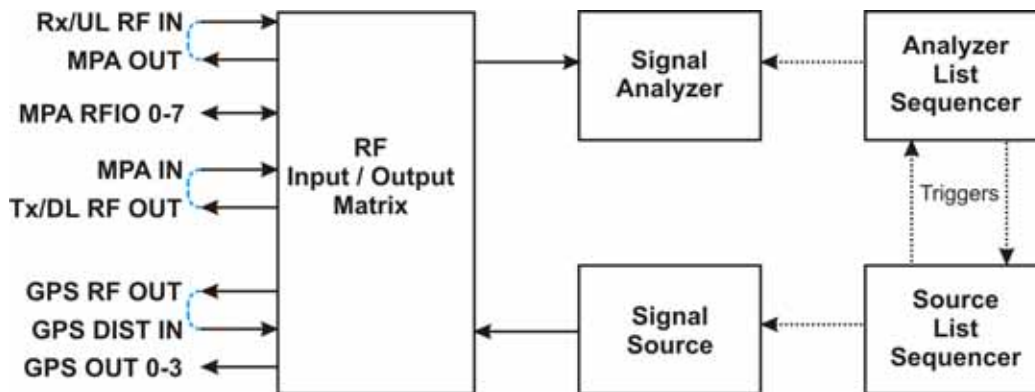 Rx/UL RF IN
MPA OUT
MPA RFIO 0-7
MPA IN
Tx/DL RF OUT
GPS RF OUT
GPS DIST IN
GPS OUT 0-3
RF
Input / Output
Matrix
Signal
Analyzer
Analyzer
List
Sequencer
Triggers
Signal
Source
Source
List
Sequencer